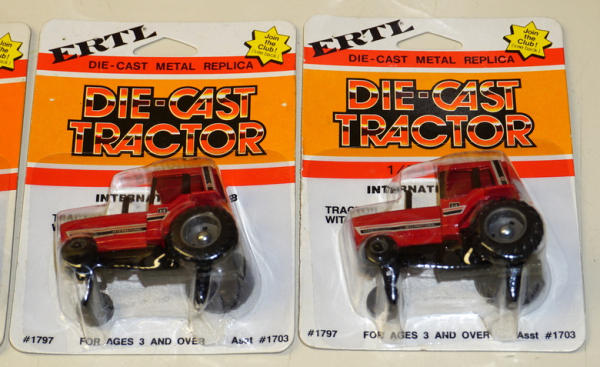 ERTL
Join the Club!
DIE-CAST METAL REPLICA
DIE-CAST
TRACTOR
TRACTOR
#1797
FOR AGES 3 AND OVER
Asst #1703
ERTL
Join the Club!
DIE-CAST METAL REPLICA
DIE-CAST
TRACTOR
TRACTOR
#1797
FOR AGES 3 AND OVER
Asst #1703